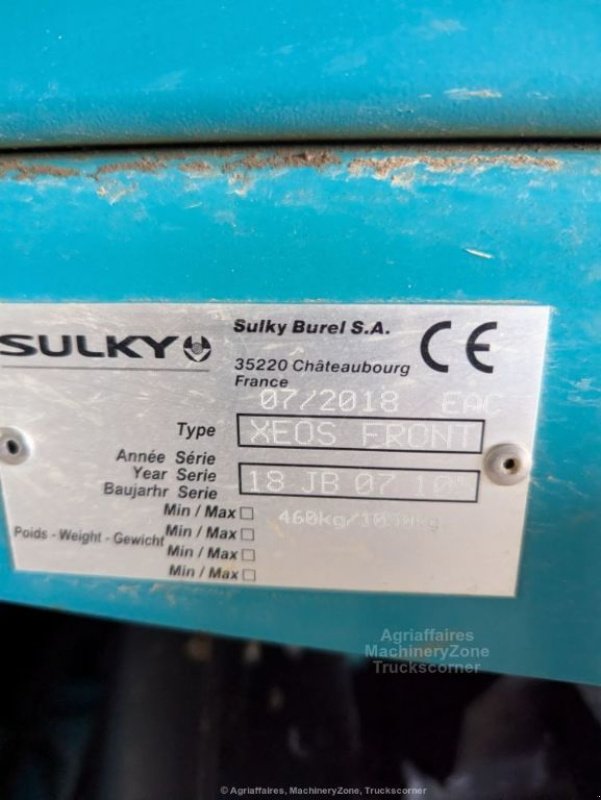 SULKY
Sulky Burel S.A.
35220 Châteaubourg
France
CE
07/2018 EAC
Type XEOS FRONT
Année Série
Year Serie
Baujarhr Serie
18 JB 07
Min / Max
460kg/
Poids - Weight - Gewicht
Min / Max
Min / Max
Min / Max
Agriaffaires
MachineryZone
Truckscorner
© Agriaffaires, MachineryZone, Truckscorner